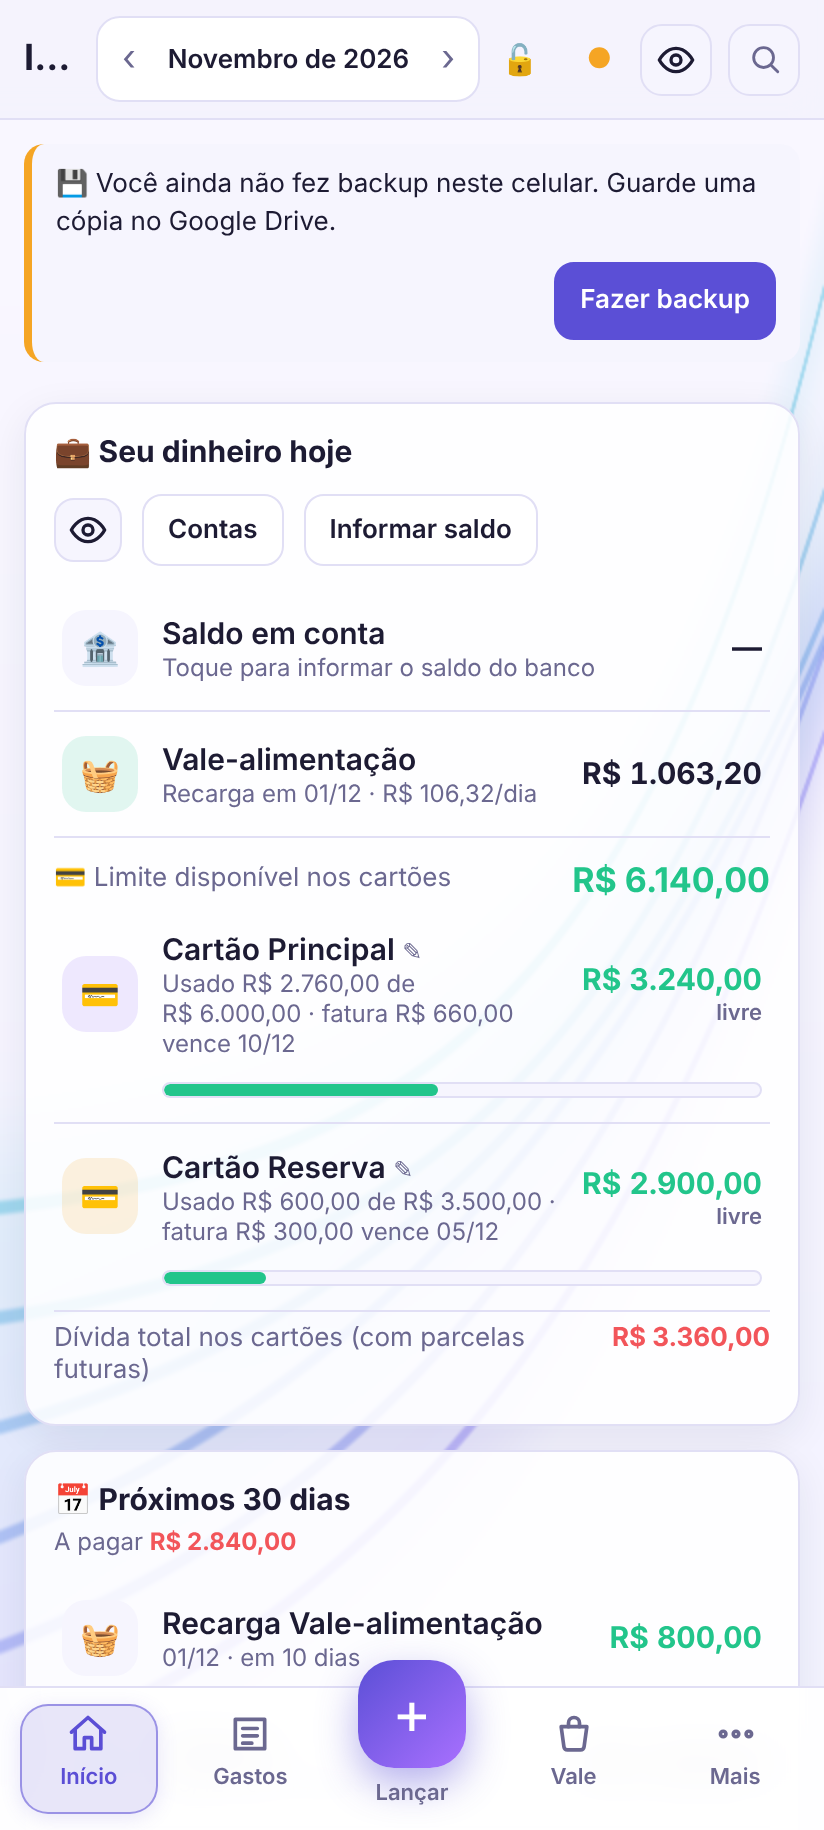 I...
Novembro de 2026
💾 Você ainda não fez backup neste celular. Guarde uma
cópia no Google Drive.
Fazer backup
💼 Seu dinheiro hoje
Contas
Informar saldo
Saldo em conta
Toque para informar o saldo do banco
—
Vale-alimentação
Recarga em 01/12 · R$ 106,32/dia
R$ 1.063,20
💳 Limite disponível nos cartões
R$ 6.140,00
Cartão Principal ✎
Usado R$ 2.760,00 de
R$ 6.000,00 · fatura R$ 660,00
vence 10/12
R$ 3.240,00
livre
Cartão Reserva ✎
Usado R$ 600,00 de R$ 3.500,00 ·
fatura R$ 300,00 vence 05/12
R$ 2.900,00
livre
Dívida total nos cartões (com parcelas
futuras)
R$ 3.360,00
📅 Próximos 30 dias
A pagar R$ 2.840,00
Recarga Vale-alimentação
01/12 · em 10 dias
R$ 800,00
Início
Gastos
+
Lançar
Vale
Mais